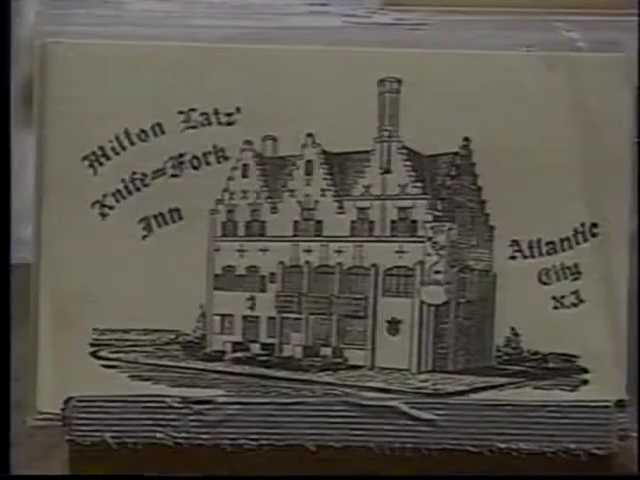 Milton Latz'
Knife=Fork
Inn
Atlantic
City
N.J.